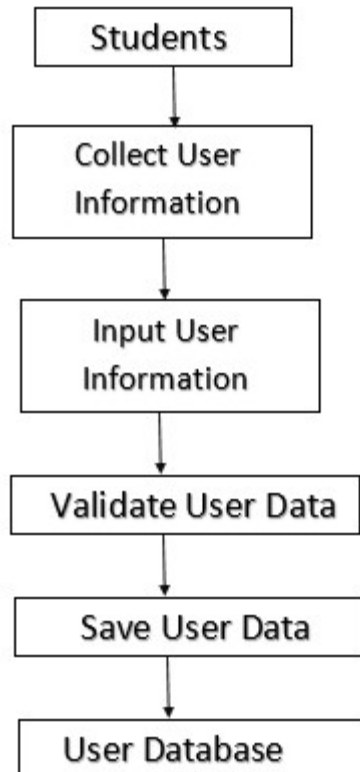 Students
Collect User
Information
Input User
Information
Validate User Data
Save User Data
User Database